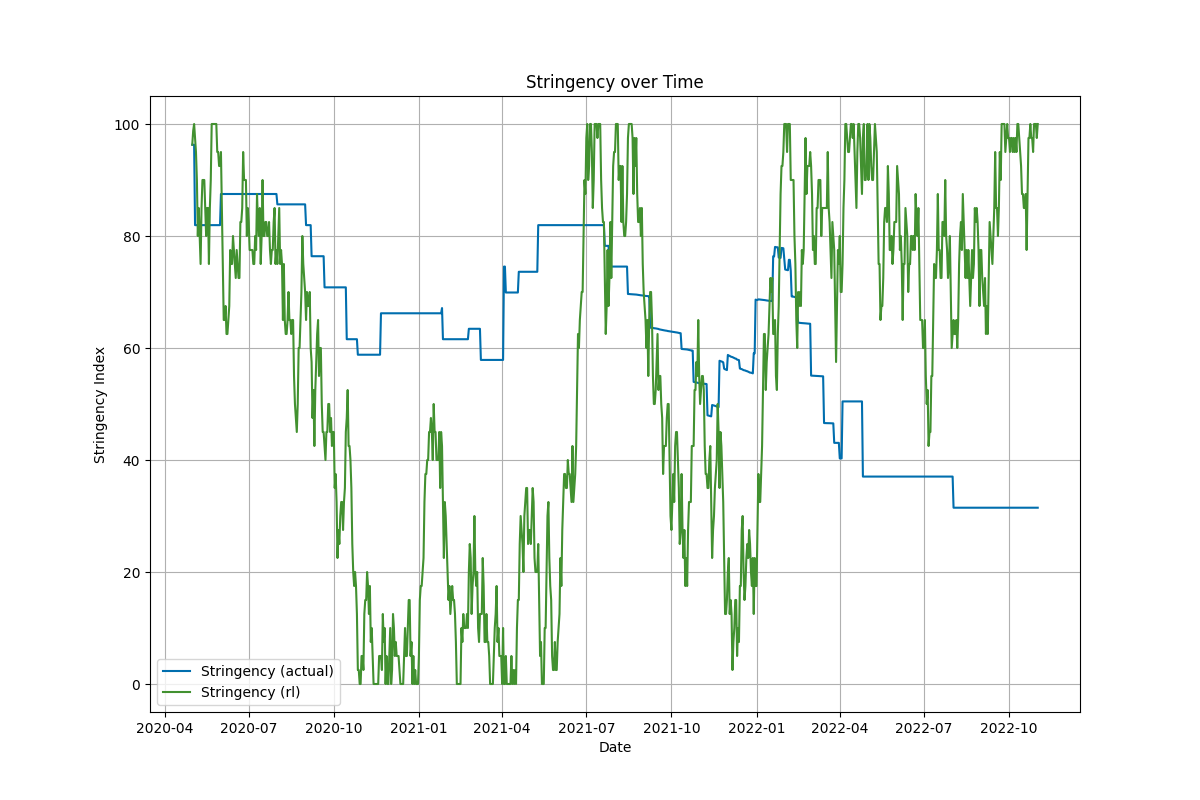 Stringency over Time
Stringency Index
100
80
60
40
20
0
Stringency (actual)
Stringency (rl)
2020-04 2020-07 2020-10 2021-01 2021-04 2021-07 2021-10 2022-01 2022-04 2022-07 2022-10
Date